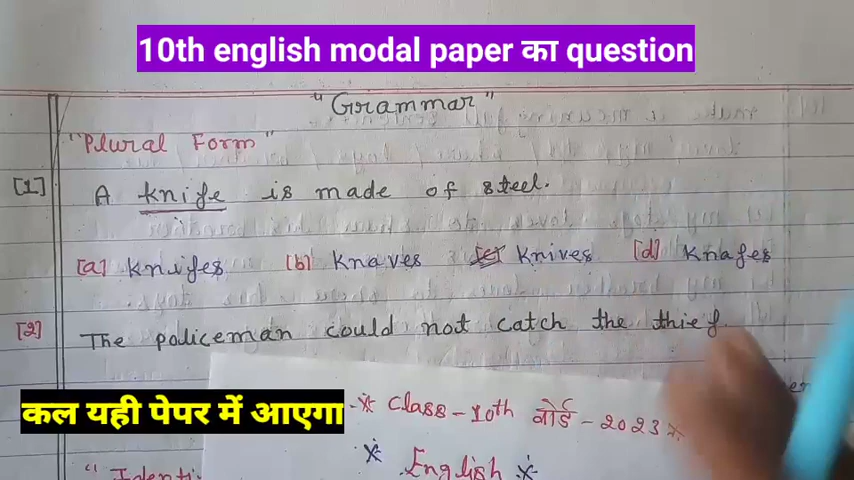 10th english modal paper का question
"Grammar"
"Plural Form"
[1] A knife is made of steel.
[a] knifes [b] knaves [c] knives [d] knafes
[2] The policeman could not catch the thief
कल यही पेपर में आएगा
* Class-10th बोर्ड - 2023 *
* English *
"Identi